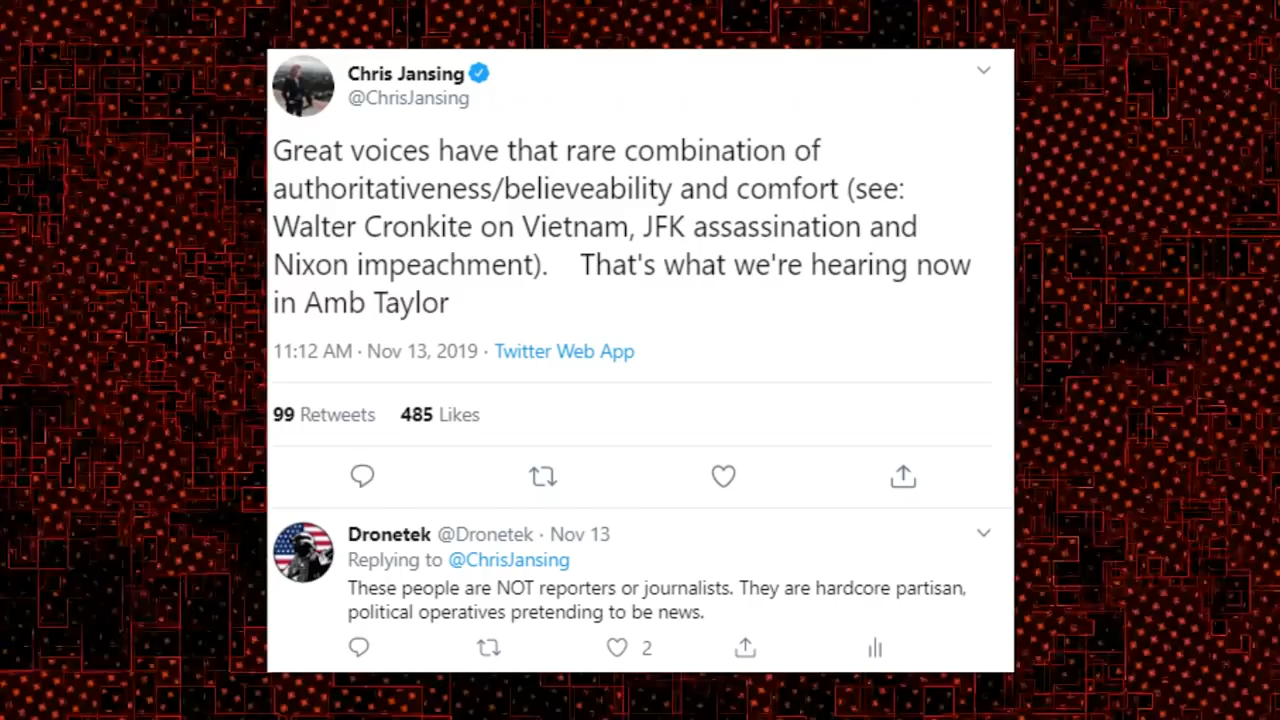 Chris Jansing
@ChrisJansing
Great voices have that rare combination of
authoritativeness/believeability and comfort (see:
Walter Cronkite on Vietnam, JFK assassination and
Nixon impeachment). That's what we're hearing now
in Amb Taylor
11:12 AM · Nov 13, 2019 · Twitter Web App
99 Retweets 485 Likes
Dronetek @Dronetek · Nov 13
Replying to @ChrisJansing
These people are NOT reporters or journalists. They are hardcore partisan,
political operatives pretending to be news.
2